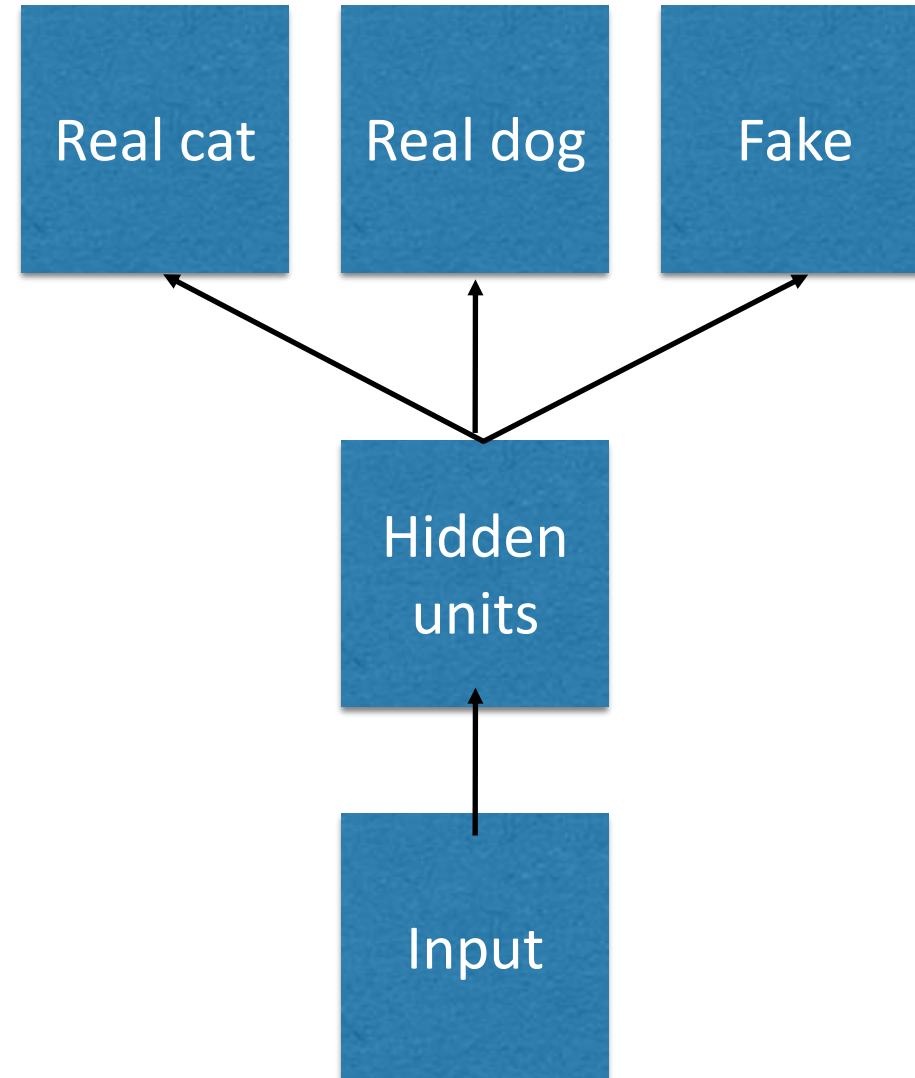 Real cat
Real dog
Fake
Hidden
units
Input